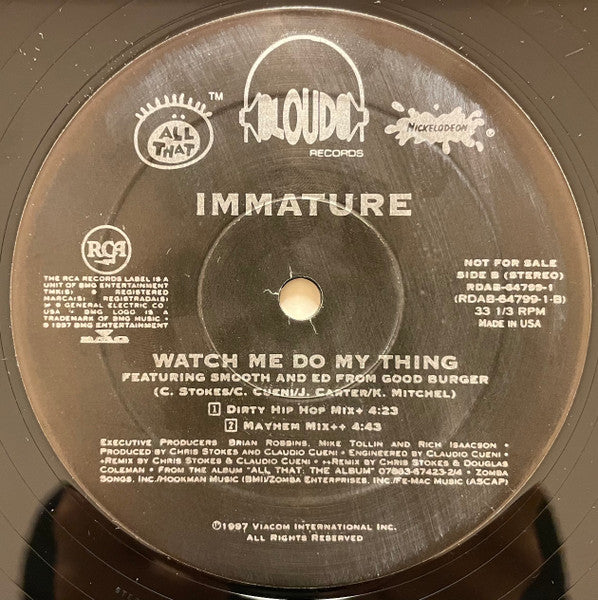 ALL THAT ™
LOUD RECORDS
NICKELODEON ®
IMMATURE
RCA
THE RCA RECORDS LABEL IS A
UNIT OF BMG ENTERTAINMENT
TMK(S) ® REGISTERED
MARCA(S) ® REGISTRADA(S)
® GENERAL ELECTRIC CO.
USA • BMG LOGO IS A
TRADEMARK OF BMG MUSIC •
© 1997 BMG ENTERTAINMENT
BMG
NOT FOR SALE
SIDE B (STEREO)
RDAB-64799-1
(RDAB-64799-1-B)
33 1/3 RPM
MADE IN USA
WATCH ME DO MY THING
FEATURING SMOOTH AND ED FROM GOOD BURGER
(C. STOKES/C. CUENI/J. CARTER/K. MITCHEL)
1 DIRTY HIP HOP MIX+ 4:23
2 MAYHEM MIX++ 4:43
EXECUTIVE PRODUCERS BRIAN ROBBINS, MIKE TOLLIN AND RICH ISAACSON •
PRODUCED BY CHRIS STOKES AND CLAUDIO CUENI • ENGINEERED BY CLAUDIO CUENI •
+REMIX BY CHRIS STOKES & CLAUDIO CUENI • ++REMIX BY CHRIS STOKES & DOUGLAS
COLEMAN • FROM THE ALBUM "ALL THAT, THE ALBUM" 07863-67423-2/4 • ZOMBA
SONGS, INC./HOOKMAN MUSIC (BMI)/ZOMBA ENTERPRISES, INC./FE-MAC MUSIC (ASCAP)
℗©1997 VIACOM INTERNATIONAL INC.
ALL RIGHTS RESERVED